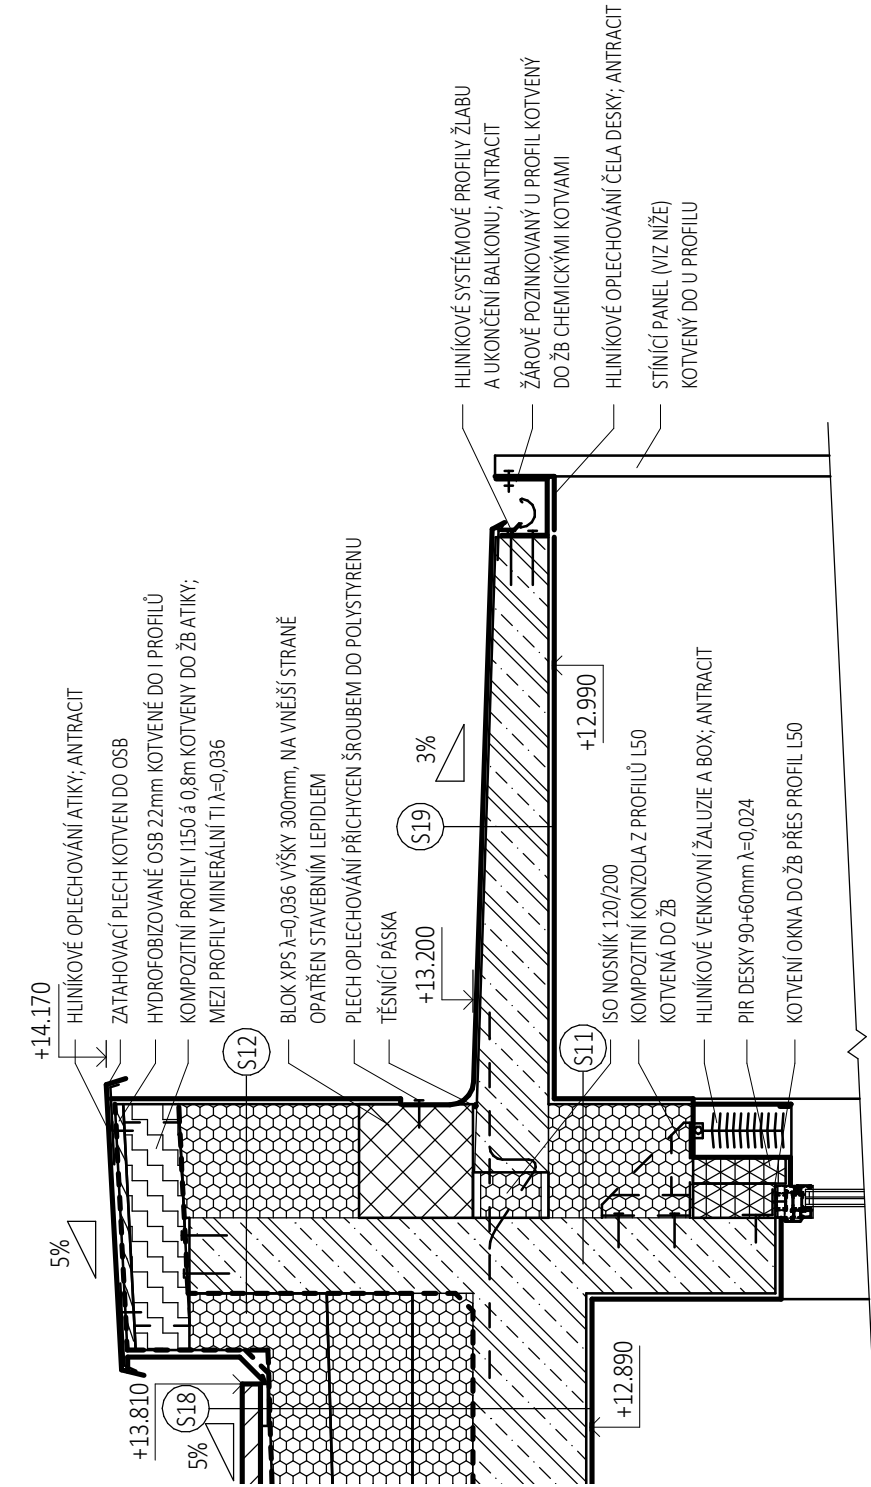 HLINÍKOVÉ OPLECHOVÁNÍ ATIKY; ANTRACIT
ZATAHOVACÍ PLECH KOTVEN DO OSB
HYDROFOBIZOVANÉ OSB 22mm KOTVENÉ DO I PROFILŮ
KOMPOZITNÍ PROFILY I150 á 0,8m KOTVENY DO ŽB ATIKY;
MEZI PROFILY MINERÁLNÍ TI λ=0,036
BLOK XPS λ=0,036 VÝŠKY 300mm, NA VNĚJŠÍ STRANĚ
OPATŘEN STAVEBNÍM LEPIDLEM
PLECH OPLECHOVÁNÍ PŘICHYCEN ŠROUBEM DO POLYSTYRENU
TĚSNÍCÍ PÁSKA
HLINÍKOVÉ SYSTÉMOVÉ PROFILY ŽLABU
A UKONČENÍ BALKONU; ANTRACIT
ŽÁROVĚ POZINKOVANÝ U PROFIL KOTVENÝ
DO ŽB CHEMICKÝMI KOTVAMI
HLINÍKOVÉ OPLECHOVÁNÍ ČELA DESKY; ANTRACIT
STÍNÍCÍ PANEL (VIZ NÍŽE)
KOTVENÝ DO U PROFILU
ISO NOSNÍK 120/200
KOMPOZITNÍ KONZOLA Z PROFILŮ L50
KOTVENÁ DO ŽB
HLINÍKOVÉ VENKOVNÍ ŽALUZIE A BOX; ANTRACIT
PIR DESKY 90+60mm λ=0,024
KOTVENÍ OKNA DO ŽB PŘES PROFIL L50
+14.170
+13.810
+13.200
+12.990
+12.890
5%
5%
3%
S12
S18
S19
S11